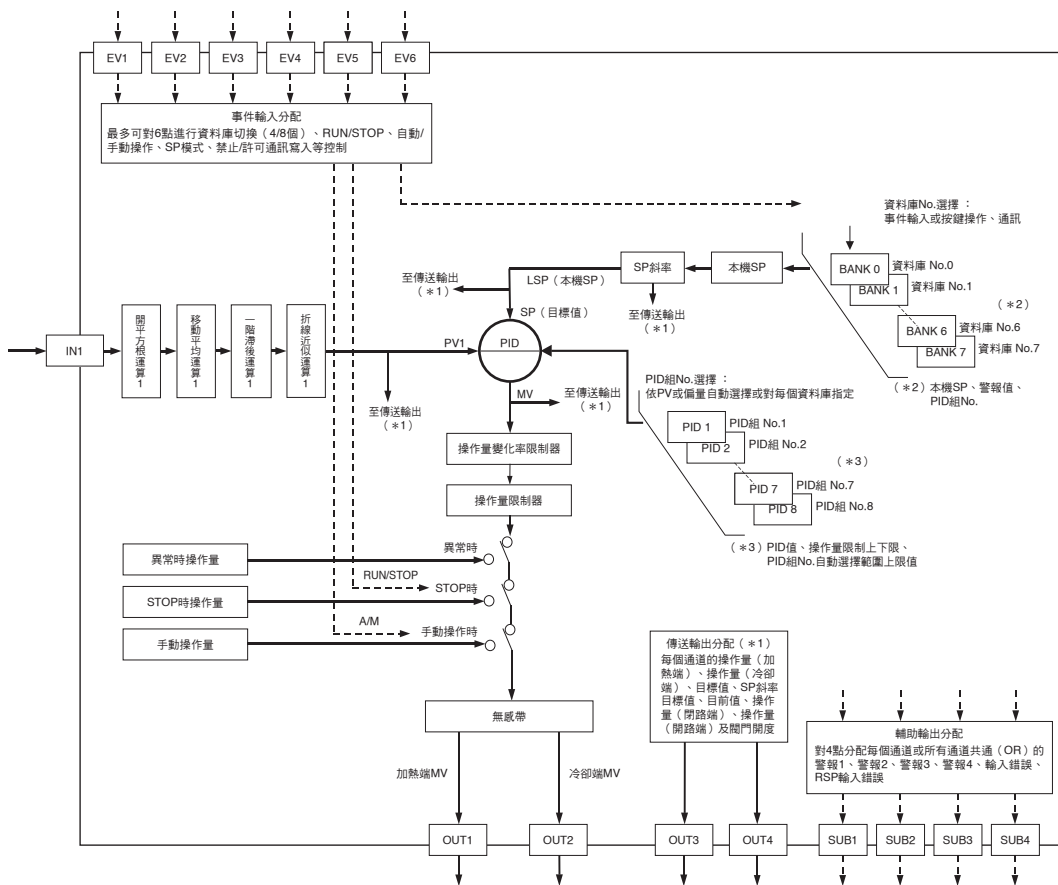 EV1
EV2
EV3
EV4
EV5
EV6
事件輸入分配
最多可對6點進行資料庫切換（4/8個）、RUN/STOP、自動/
手動操作、SP模式、禁止/許可通訊寫入等控制
資料庫No.選擇：
事件輸入或按鍵操作、通訊
BANK 0
資料庫 No.0
BANK 1
資料庫 No.1
（＊2）
BANK 6
資料庫 No.6
BANK 7
資料庫 No.7
（＊2）本機SP、警報值、
PID組No.
本機SP
SP斜率
至傳送輸出
（＊1）
LSP（本機SP）
至傳送輸出
（＊1）
SP（目標值）
IN1
開平方根運算1
移動平均運算1
一階滯後運算1
折線近似運算1
PV1
PID
至傳送輸出
（＊1）
MV
至傳送輸出
（＊1）
PID組No.選擇：
依PV或偏量自動選擇或對每個資料庫指定
PID 1
PID組 No.1
PID 2
PID組 No.2
（＊3）
PID 7
PID組 No.7
PID 8
PID組 No.8
（＊3）PID值、操作量限制上下限、
PID組No.自動選擇範圍上限值
操作量變化率限制器
操作量限制器
異常時操作量
異常時
RUN/STOP
STOP時
STOP時操作量
A/M
手動操作時
手動操作量
無感帶
加熱端MV
冷卻端MV
傳送輸出分配（＊1）
每個通道的操作量（加
熱端）、操作量（冷卻
端）、目標值、SP斜率
目標值、目前值、操作
量（閉路端）、操作量
（開路端）及閥門開度
輔助輸出分配
對4點分配每個通道或所有通道共通（OR）的
警報1、警報2、警報3、警報4、輸入錯誤、
RSP輸入錯誤
OUT1
OUT2
OUT3
OUT4
SUB1
SUB2
SUB3
SUB4